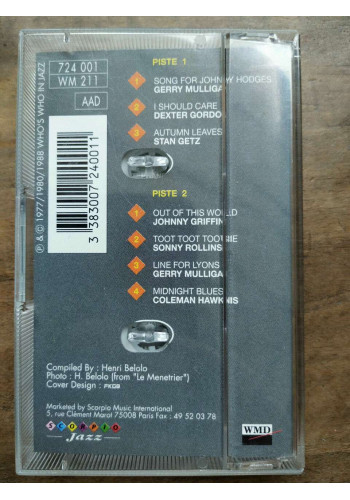 724 001
WM 211
AAD
℗ & © 1977/1980/1988 WHO'S WHO IN JAZZ
3 383007 240011
PISTE 1
1 SONG FOR JOHNNY HODGES
GERRY MULLIGA
2 I SHOULD CARE
DEXTER GORDO
3 AUTUMN LEAVES
STAN GETZ
PISTE 2
1 OUT OF THIS WORLD
JOHNNY GRIFFIN
2 TOOT TOOT TOOTSIE
SONNY ROLLINS
3 LINE FOR LYONS
GERRY MULLIGA
4 MIDNIGHT BLUES
COLEMAN HAWKINS
Compiled By : Henri Belolo
Photo : H. Belolo (from "Le Menetrier")
Cover Design : PKGB
Marketed by Scorpio Music International
5, rue Clément Marot 75008 Paris Fax : 49 52 03 78
SCORPIO
Jazz
WMD